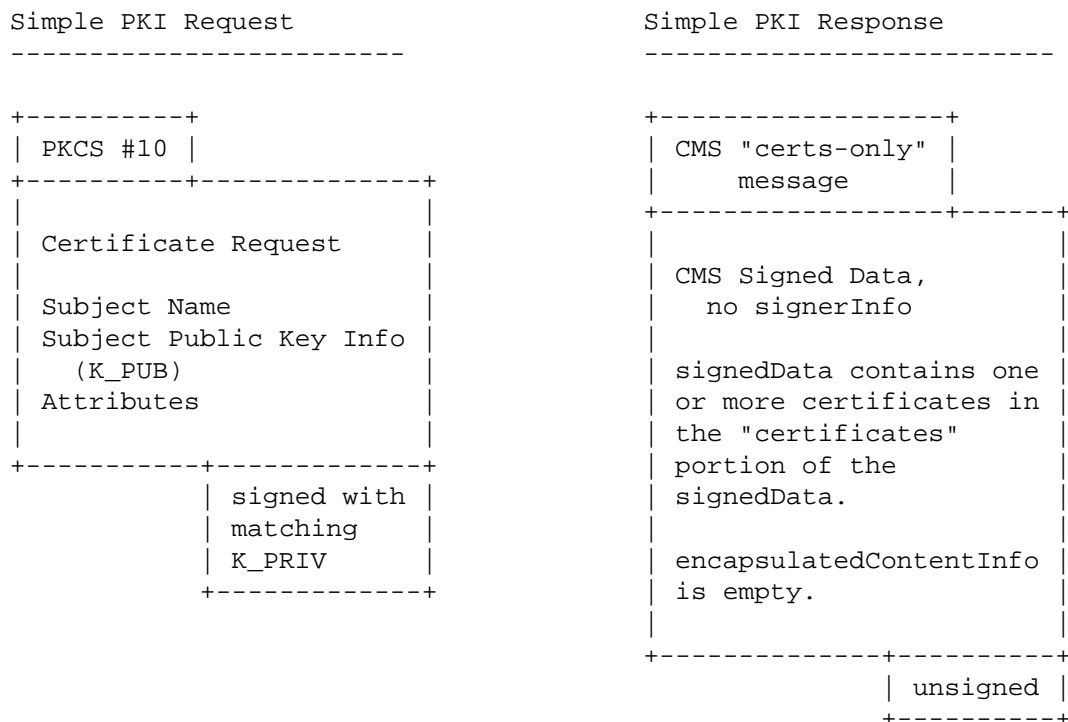 Simple PKI Request
Simple PKI Response
PKCS #10
Certificate Request
Subject Name
Subject Public Key Info
(K_PUB)
Attributes
signed with
matching
K_PRIV
CMS "certs-only"
message
CMS Signed Data,
no signerInfo
signedData contains one
or more certificates in
the "certificates"
portion of the
signedData.
encapsulatedContentInfo
is empty.
unsigned